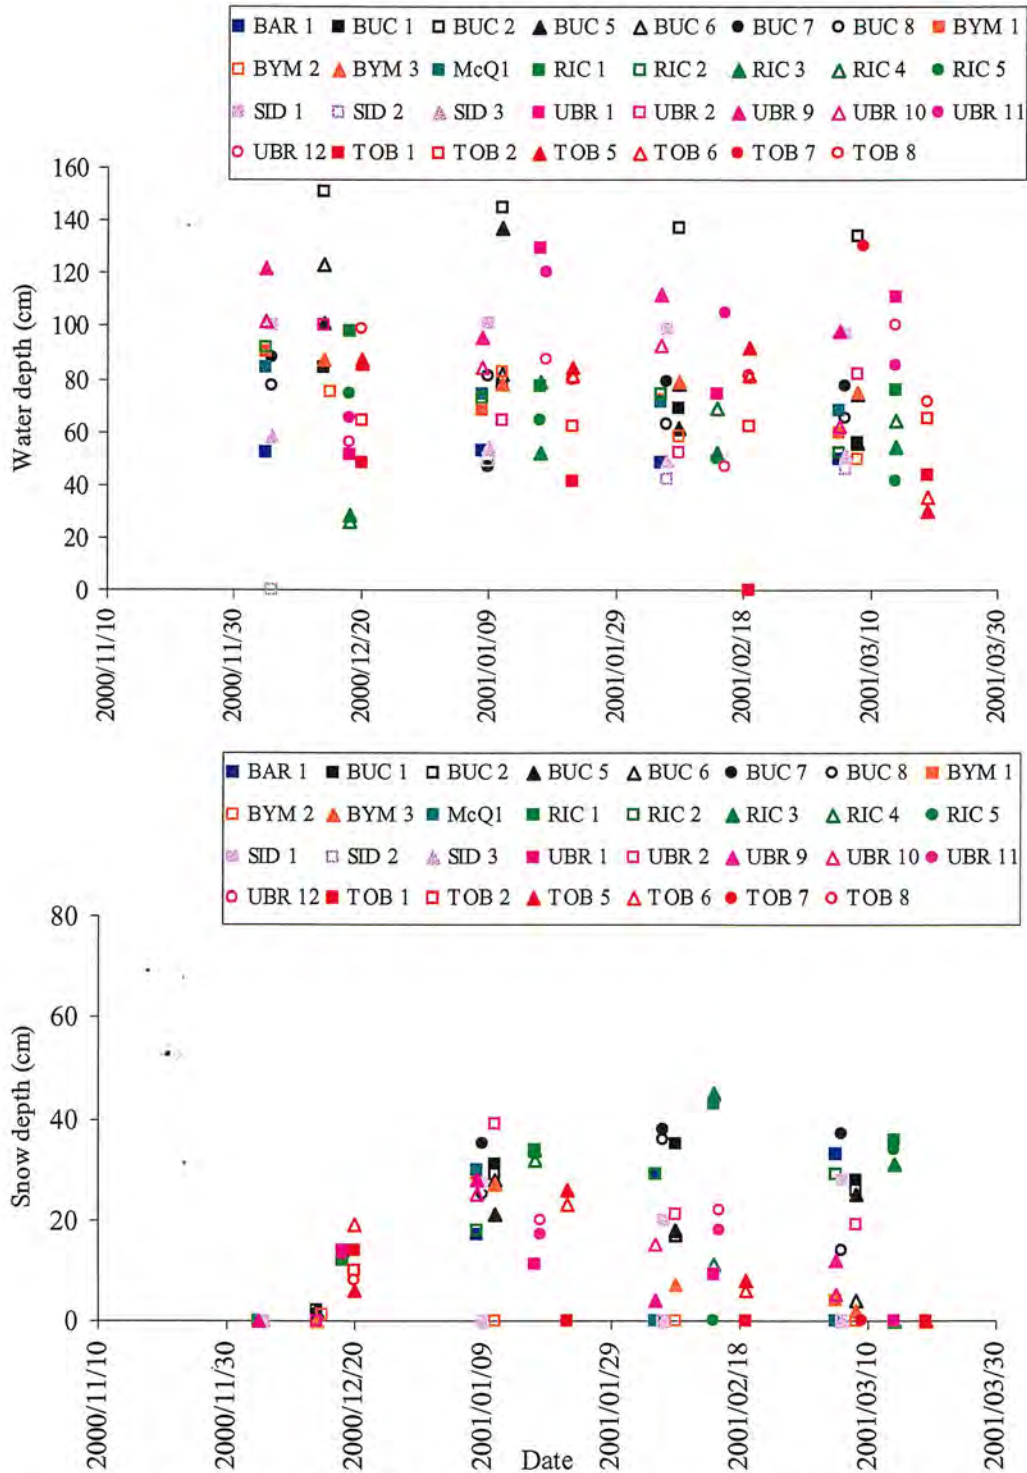 BAR 1 BUC 1 BUC 2 BUC 5 BUC 6 BUC 7 BUC 8 BYM 1
BYM 2 BYM 3 McQ1 RIC 1 RIC 2 RIC 3 RIC 4 RIC 5
SID 1 SID 2 SID 3 UBR 1 UBR 2 UBR 9 UBR 10 UBR 11
UBR 12 TOB 1 TOB 2 TOB 5 TOB 6 TOB 7 TOB 8
Water depth (cm)
160
140
120
100
80
60
40
20
0
2000/11/10 2000/11/30 2000/12/20 2001/01/09 2001/01/29 2001/02/18 2001/03/10 2001/03/30
BAR 1 BUC 1 BUC 2 BUC 5 BUC 6 BUC 7 BUC 8 BYM 1
BYM 2 BYM 3 McQ1 RIC 1 RIC 2 RIC 3 RIC 4 RIC 5
SID 1 SID 2 SID 3 UBR 1 UBR 2 UBR 9 UBR 10 UBR 11
UBR 12 TOB 1 TOB 2 TOB 5 TOB 6 TOB 7 TOB 8
Snow depth (cm)
80
60
40
20
0
2000/11/10 2000/11/30 2000/12/20 2001/01/09 2001/01/29 2001/02/18 2001/03/10 2001/03/30
Date